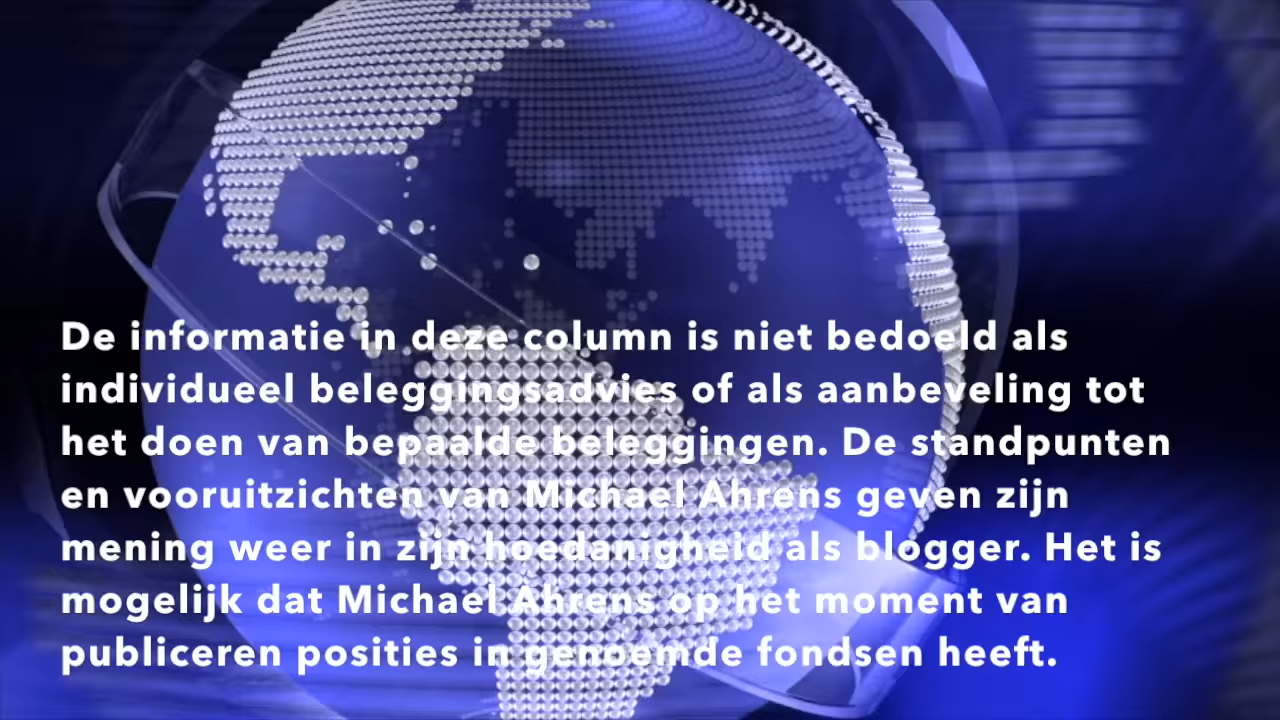 De informatie in deze column is niet bedoeld als
individueel beleggingsadvies of als aanbeveling tot
het doen van bepaalde beleggingen. De standpunten
en vooruitzichten van Michael Ahrens geven zijn
mening weer in zijn hoedanigheid als blogger. Het is
mogelijk dat Michael Ahrens op het moment van
publiceren posities in genoemde fondsen heeft.